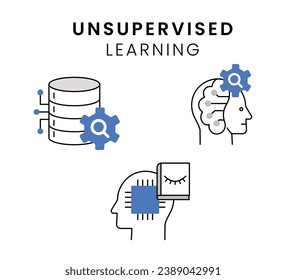 UNSUPERVISED
LEARNING
shutterstock.com · 2389042991